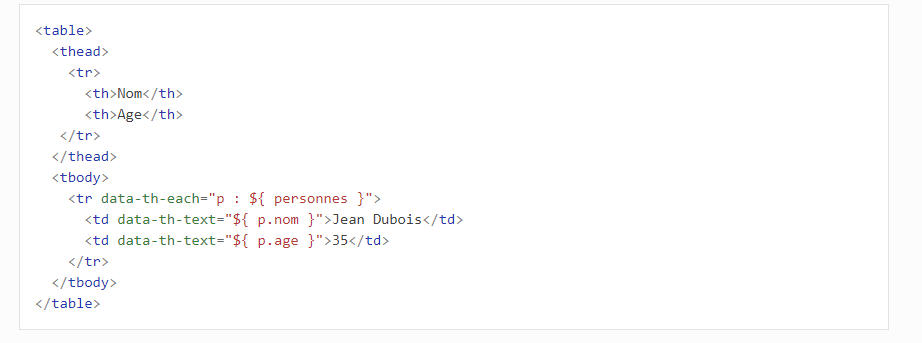 <table>
  <thead>
    <tr>
      <th>Nom</th>
      <th>Age</th>
   </tr>
  </thead>
  <tbody>
    <tr data-th-each="p : ${ personnes }">
      <td data-th-text="${ p.nom }">Jean Dubois</td>
      <td data-th-text="${ p.age }">35</td>
    </tr>
  </tbody>
</table>